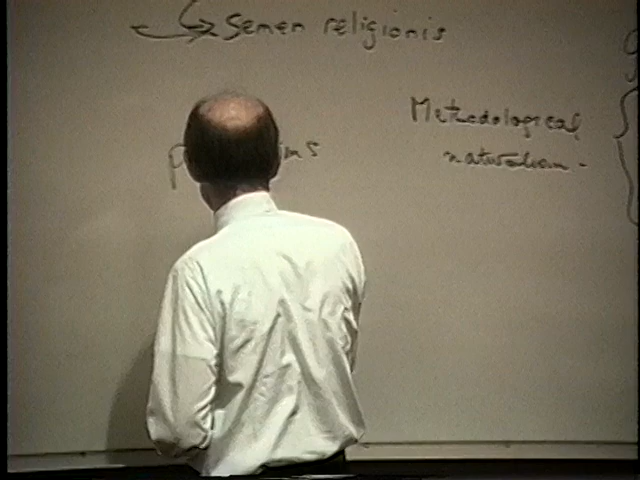 Semen religionis
Methodological
naturalism -